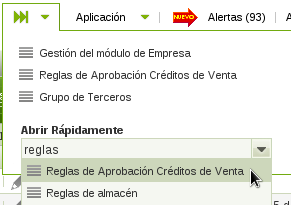 Aplicación NUEVO Alertas (93)
Gestión del módulo de Empresa
Reglas de Aprobación Créditos de Venta
Grupo de Terceros
Abrir Rápidamente
reglas
Reglas de Aprobación Créditos de Venta
Reglas de almacén